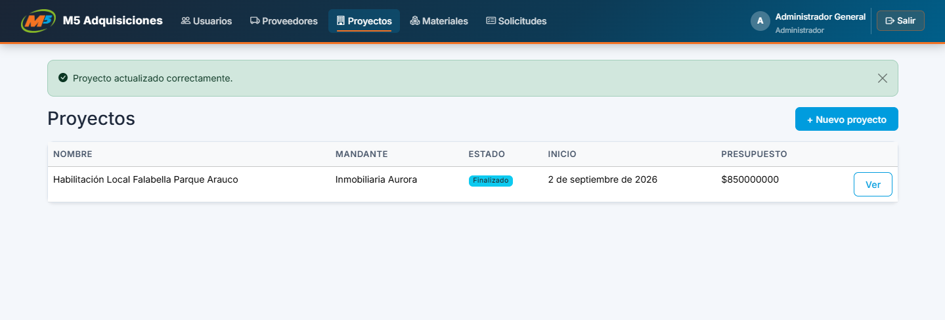 M5 M5 Adquisiciones Usuarios Proveedores Proyectos Materiales Solicitudes A Administrador General Administrador Salir
Proyecto actualizado correctamente.
Proyectos + Nuevo proyecto
NOMBRE MANDANTE ESTADO INICIO PRESUPUESTO
Habilitación Local Falabella Parque Arauco Inmobiliaria Aurora Finalizado 2 de septiembre de 2026 $850000000 Ver